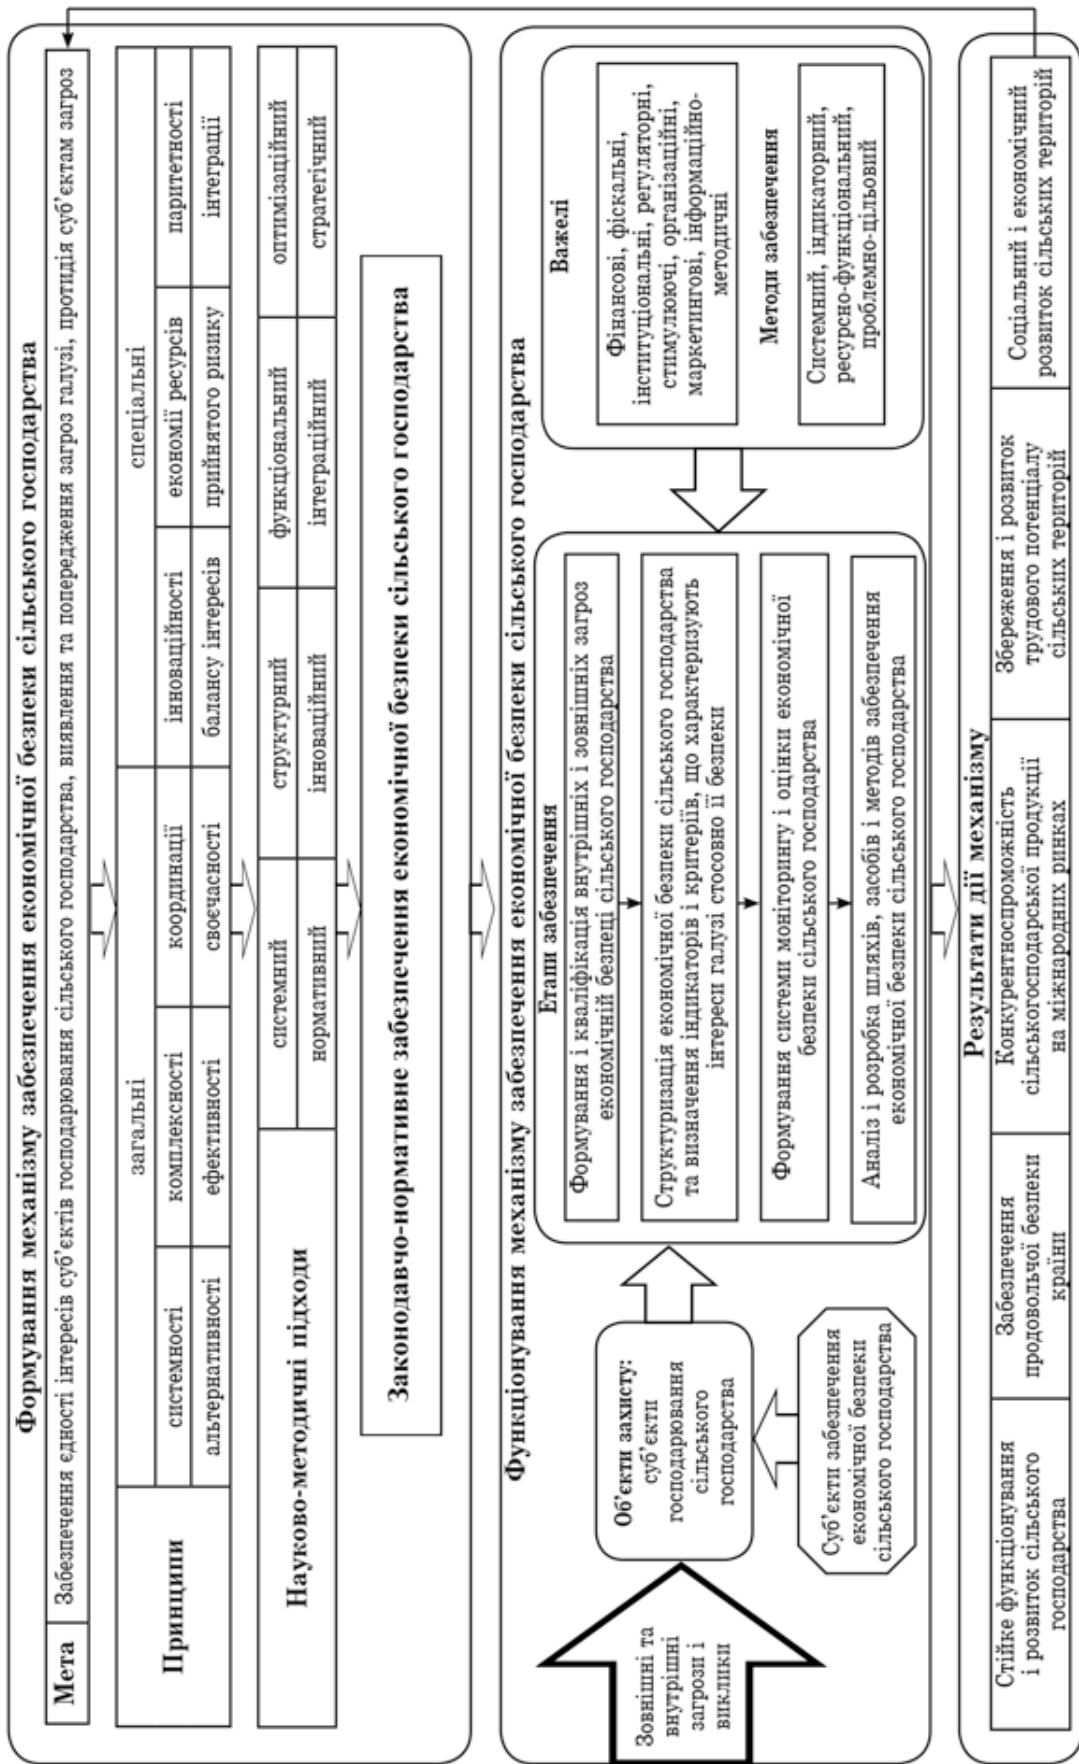 Формування механізму забезпечення економічної безпеки сільського господарства
Мета
Забезпечення єдності інтересів суб’єктів господарювання сільського господарства, виявлення та попередження загроз галузі, протидія суб’єктам загроз
Принципи
загальні
спеціальні
системності
комплексності
координації
інноваційності
економії ресурсів
паритетності
альтернативності
ефективності
своєчасності
балансу інтересів
прийнятого ризику
інтеграції
Науково-методичні підходи
системний
структурний
функціональний
оптимізаційний
нормативний
інноваційний
інтеграційний
стратегічний
Законодавчо-нормативне забезпечення економічної безпеки сільського господарства
Функціонування механізму забезпечення економічної безпеки сільського господарства
Зовнішні та
внутрішні
загрози і
виклики
Об’єкти захисту:
суб’єкти
господарювання
сільського
господарства
Суб’єкти забезпечення
економічної безпеки
сільського господарства
Етапи забезпечення
Формування і кваліфікація внутрішніх і зовнішніх загроз
економічній безпеці сільського господарства
Структуризація економічної безпеки сільського господарства
та визначення індикаторів і критеріїв, що характеризують
інтереси галузі стосовно її безпеки
Формування системи моніторингу і оцінки економічної
безпеки сільського господарства
Аналіз і розробка шляхів, засобів і методів забезпечення
економічної безпеки сільського господарства
Важелі
Фінансові, фіскальні,
інституціональні, регуляторні,
стимулюючі, організаційні,
маркетингові, інформаційно-
методичні
Методи забезпечення
Системний, індикаторний,
ресурсно-функціональний,
проблемно-цільовий
Результати дії механізму
Стійке функціонування
і розвиток сільського
господарства
Забезпечення
продовольчої безпеки
країни
Конкурентноспроможність
сільськогосподарської продукції
на міжнародних ринках
Збереження і розвиток
трудового потенціалу
сільських територій
Соціальний і економічний
розвиток сільських територій